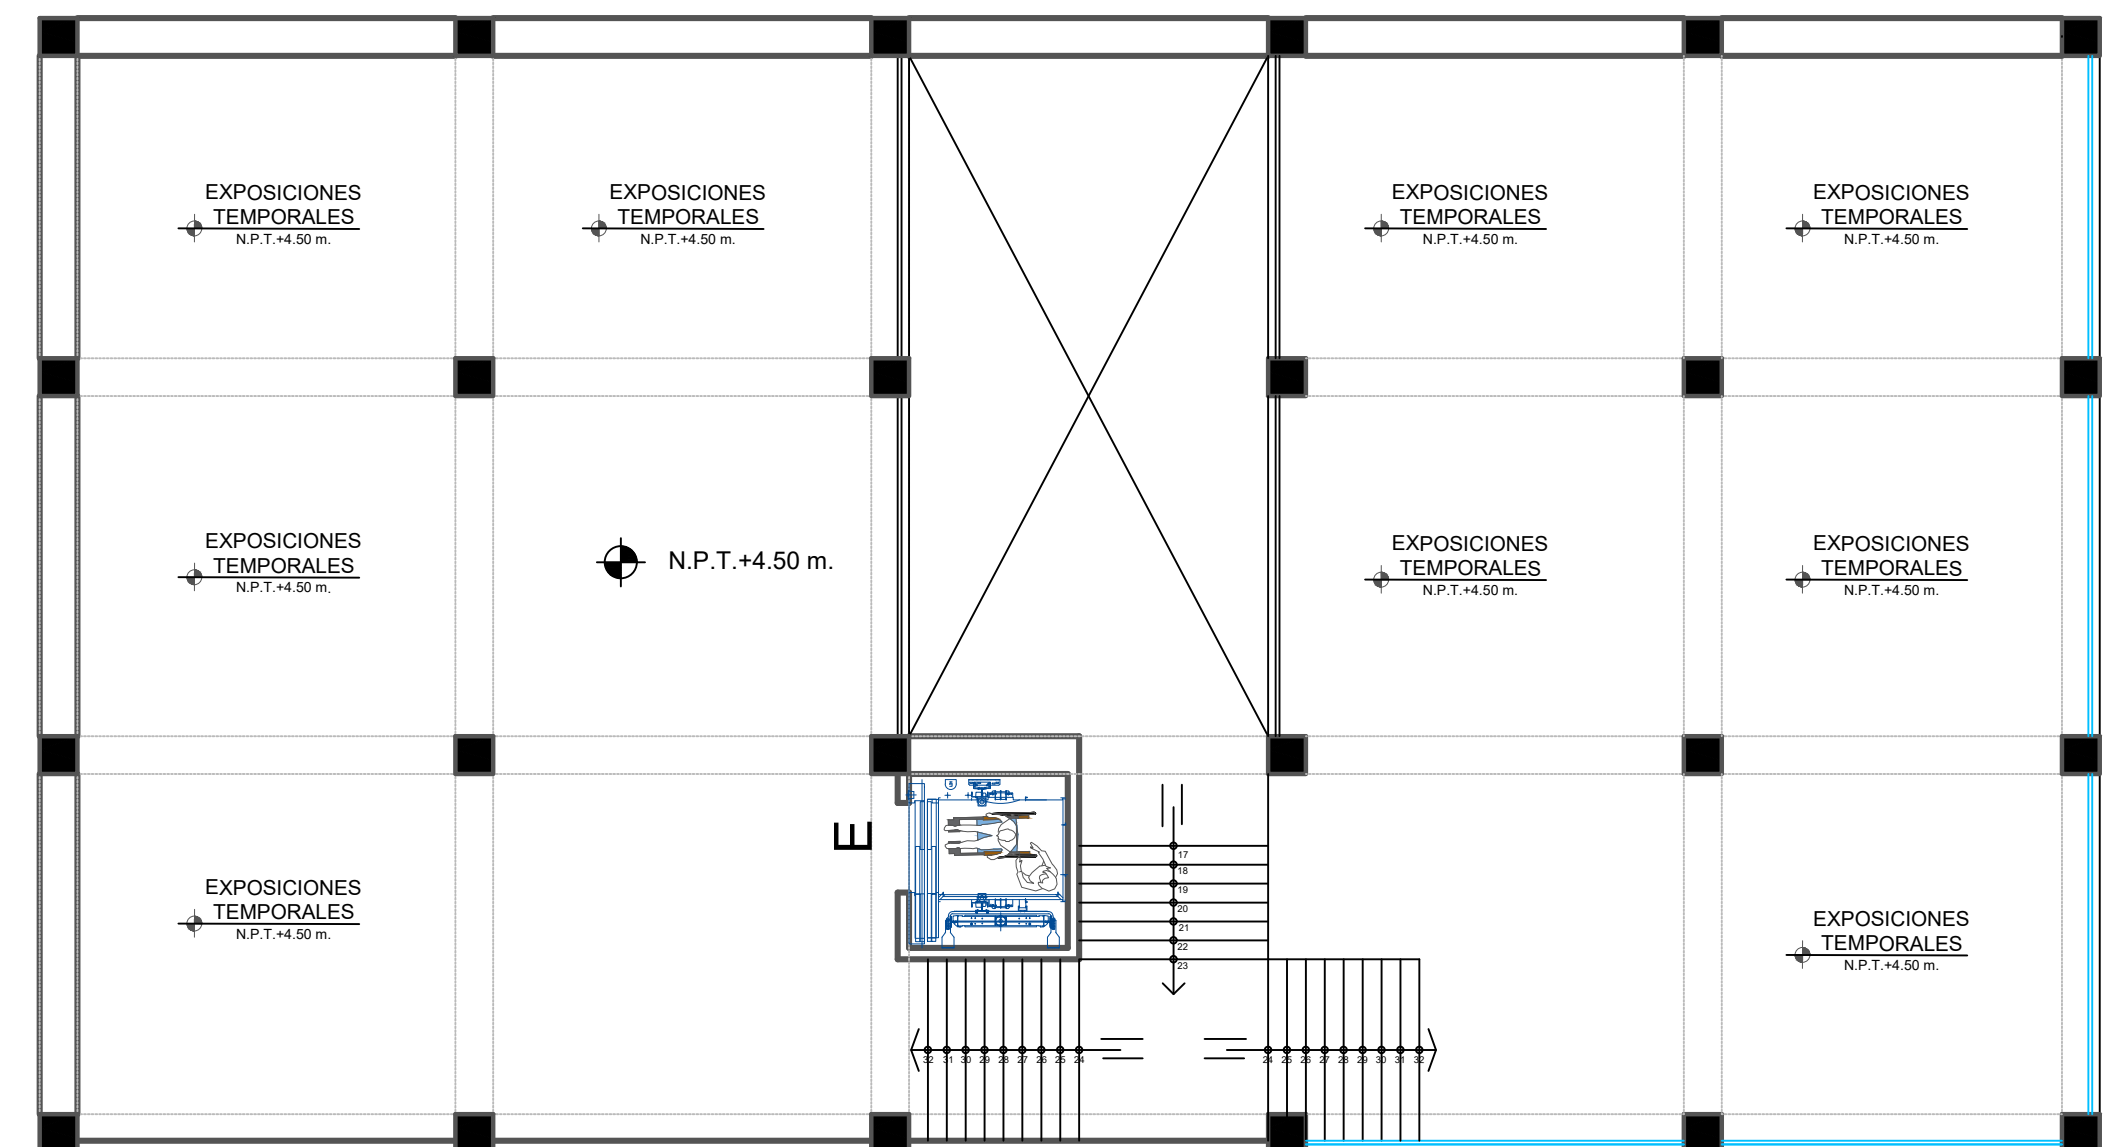 EXPOSICIONES
TEMPORALES
N.P.T.+4.50 m.
EXPOSICIONES
TEMPORALES
N.P.T.+4.50 m.
EXPOSICIONES
TEMPORALES
N.P.T.+4.50 m.
EXPOSICIONES
TEMPORALES
N.P.T.+4.50 m.
EXPOSICIONES
TEMPORALES
N.P.T.+4.50 m.
N.P.T.+4.50 m.
EXPOSICIONES
TEMPORALES
N.P.T.+4.50 m.
EXPOSICIONES
TEMPORALES
N.P.T.+4.50 m.
E
17
18
19
20
21
22
23
EXPOSICIONES
TEMPORALES
N.P.T.+4.50 m.
EXPOSICIONES
TEMPORALES
N.P.T.+4.50 m.
32 31 30 29 28 27 26 25 24
24 25 26 27 28 29 30 31 32